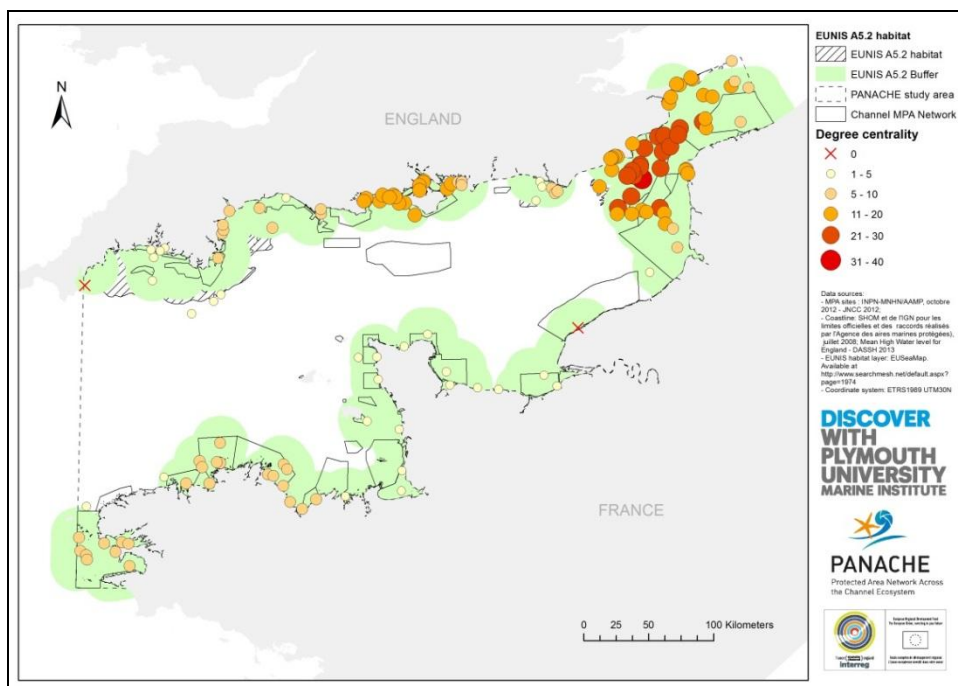 N
ENGLAND
FRANCE
0 25 50 100 Kilometers
EUNIS A5.2 habitat
EUNIS A5.2 habitat
EUNIS A5.2 Buffer
PANACHE study area
Channel MPA Network
Degree centrality
0
1 - 5
5 - 10
11 - 20
21 - 30
31 - 40
Data sources:
- MPA sites : INPN-MNHN/AAMP, octobre
2012 - JNCC 2012;
- Coastline: SHOM et de l'IGN pour les
limites officielles et des raccords réalisés
par l'Agence des aires marines protégées),
juillet 2008; Mean High Water level for
England - DASSH 2013
- EUNIS habitat layer: EUSeaMap.
Available at
http://www.searchmesh.net/default.aspx?
page=1974
- Coordinate system: ETRS1989 UTM30N
DISCOVER
WITH
PLYMOUTH
UNIVERSITY
MARINE INSTITUTE
PANACHE
Protected Area Network Across
the Channel Ecosystem
interreg